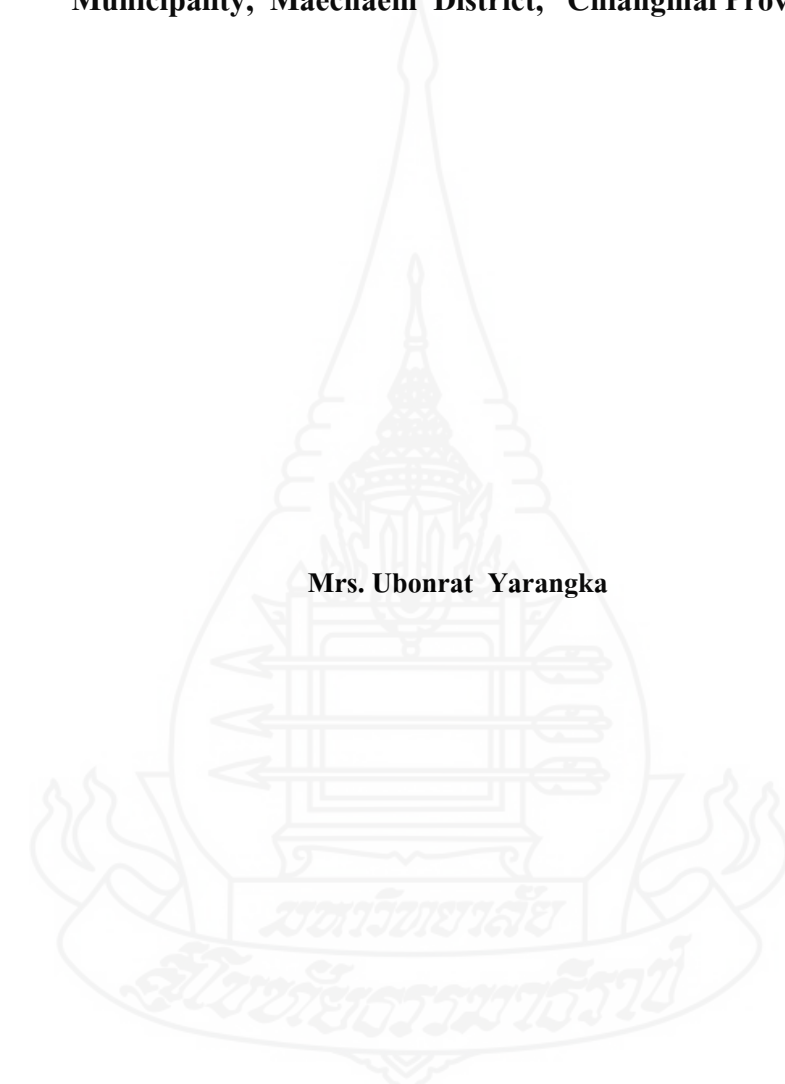 Municipality, Maechaem District, Chiangmai Prov
Mrs. Ubonrat Yarangka
มหาวิทยาลัย
สุโขทัยธรรมาธิราช